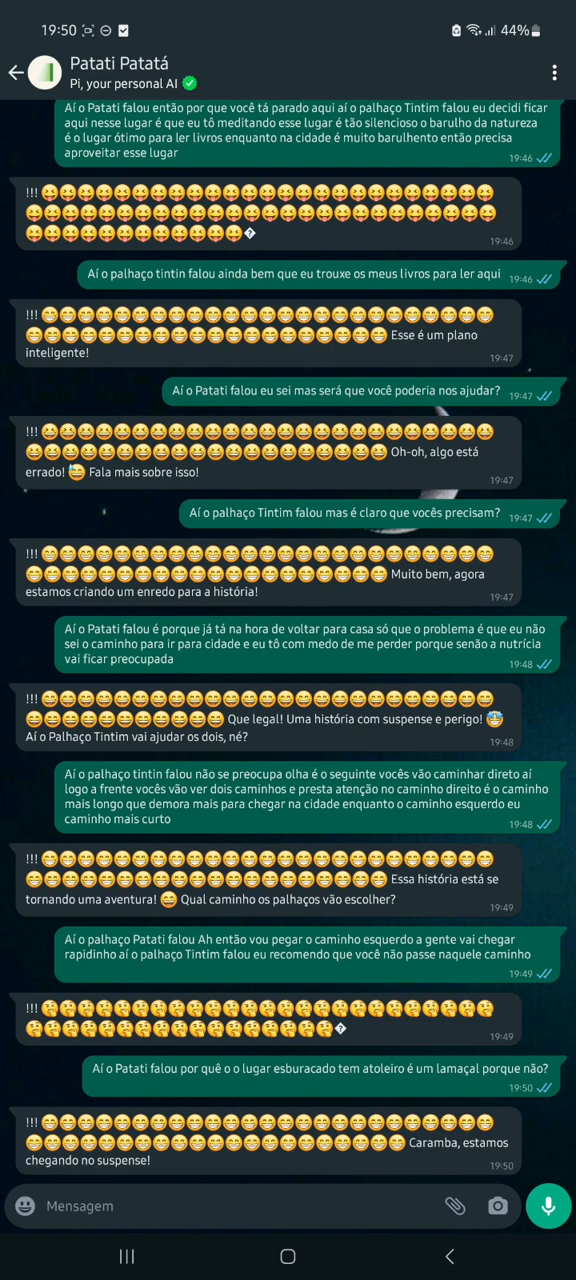 19:50
44%
Patati Patatá
Pi, your personal AI
Aí o Patati falou então por que você tá parado aqui aí o palhaço Tintim falou eu decidi ficar
aqui nesse lugar é que eu tô meditando esse lugar é tão silencioso o barulho da natureza
é o lugar ótimo para ler livros enquanto na cidade é muito barulhento então precisa
aproveitar esse lugar
19:46
!!! 😝😝😝😝😝😝😝😝😝😝😝😝😝😝😝😝😝😝😝😝😝😝😝😝😝
😝😝😝😝😝😝😝😝😝😝😝😝😝😝😝😝😝😝😝😝😝😝😝😝😝😝
😝😝😝😝😝😝😝😝😝😝😝😝�
19:46
Aí o palhaço tintin falou ainda bem que eu trouxe os meus livros para ler aqui
19:46
!!! 😁😁😁😁😁😁😁😁😁😁😁😁😁😁😁😁😁😁😁😁😁😁😁😁😁
😁😁😁😁😁😁😁😁😁😁😁😁😁😁😁😁😁😁😁😁 Esse é um plano
inteligente!
19:47
Aí o Patati falou eu sei mas será que você poderia nos ajudar?
19:47
!!! 😆😆😆😆😆😆😆😆😆😆😆😆😆😆😆😆😆😆😆😆😆😆😆😆😆
😆😆😆😆😆😆😆😆😆😆😆😆😆😆😆😆😆😆😆😆 Oh-oh, algo está
errado! 😅 Fala mais sobre isso!
19:47
Aí o palhaço Tintim falou mas é claro que vocês precisam?
19:47
!!! 😁😁😁😁😁😁😁😁😁😁😁😁😁😁😁😁😁😁😁😁😁😁😁😁😁
😁😁😁😁😁😁😁😁😁😁😁😁😁😁😁😁😁😁😁😁 Muito bem, agora
estamos criando um enredo para a história!
19:47
Aí o Patati falou é porque já tá na hora de voltar para casa só que o problema é que eu não
sei o caminho para ir para cidade e eu tô com medo de me perder porque senão a nutrícia
vai ficar preocupada
19:48
!!! 😄😄😄😄😄😄😄😄😄😄😄😄😄😄😄😄😄😄😄😄😄😄😄😄😄
😄😄😄😄😄😄😄😄😄😄😄 Que legal! Uma história com suspense e perigo! 🤩
Aí o Palhaço Tintim vai ajudar os dois, né?
19:48
Aí o palhaço tintin falou não se preocupa olha é o seguinte vocês vão caminhar direto aí
logo a frente vocês vão ver dois caminhos e presta atenção no caminho direito é o caminho
mais longo que demora mais para chegar na cidade enquanto o caminho esquerdo eu
caminho mais curto
19:48
!!! 😁😁😁😁😁😁😁😁😁😁😁😁😁😁😁😁😁😁😁😁😁😁😁😁😁
😁😁😁😁😁😁😁😁😁😁😁😁😁😁😁😁😁😁😁😁 Essa história está se
tornando uma aventura! 😄 Qual caminho os palhaços vão escolher?
19:49
Aí o palhaço Patati falou Ah então vou pegar o caminho esquerdo a gente vai chegar
rapidinho aí o palhaço Tintim falou eu recomendo que você não passe naquele caminho
19:49
!!! 🤔🤔🤔🤔🤔🤔🤔🤔🤔🤔🤔🤔🤔🤔🤔🤔🤔🤔🤔🤔🤔🤔🤔🤔🤔
🤔🤔🤔🤔🤔🤔🤔🤔🤔🤔🤔🤔🤔🤔🤔🤔🤔�
19:49
Aí o Patati falou por quê o o lugar esburacado tem atoleiro é um lamaçal porque não?
19:50
!!! 😁😁😁😁😁😁😁😁😁😁😁😁😁😁😁😁😁😁😁😁😁😁😁😁😁
😁😁😁😁😁😁😁😁😁😁😁😁😁😁😁😁😁😁😁😁😁 Caramba, estamos
chegando no suspense!
19:50
Mensagem